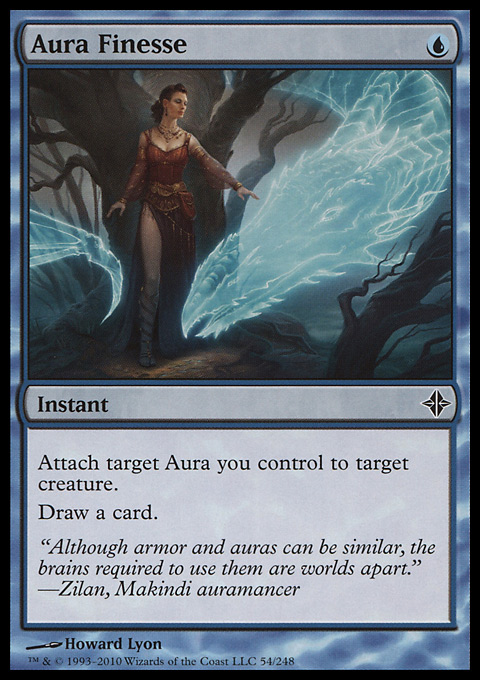 Aura Finesse
Instant
Attach target Aura you control to target
creature.
Draw a card.
“Although armor and auras can be similar, the
brains required to use them are worlds apart.”
—Zilan, Makindi auramancer
Howard Lyon
™ & © 1993-2010 Wizards of the Coast LLC 54/248